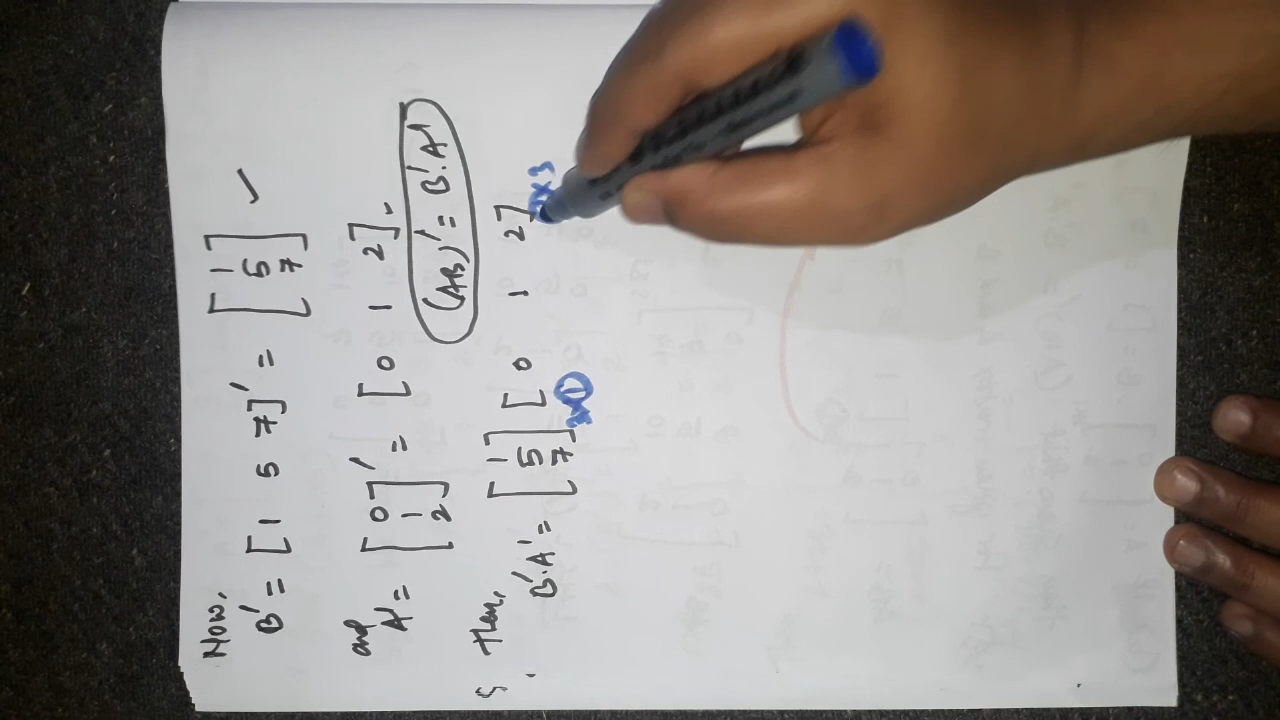 Now,
B' = [1 5 7]' = [1 5 7] ✓
and
A' = [0 1 2]' = [0 1 2]
(AB)' = B'.A'
then,
B'.A' = [1 5 7]3×1 [0 1 2]1×3